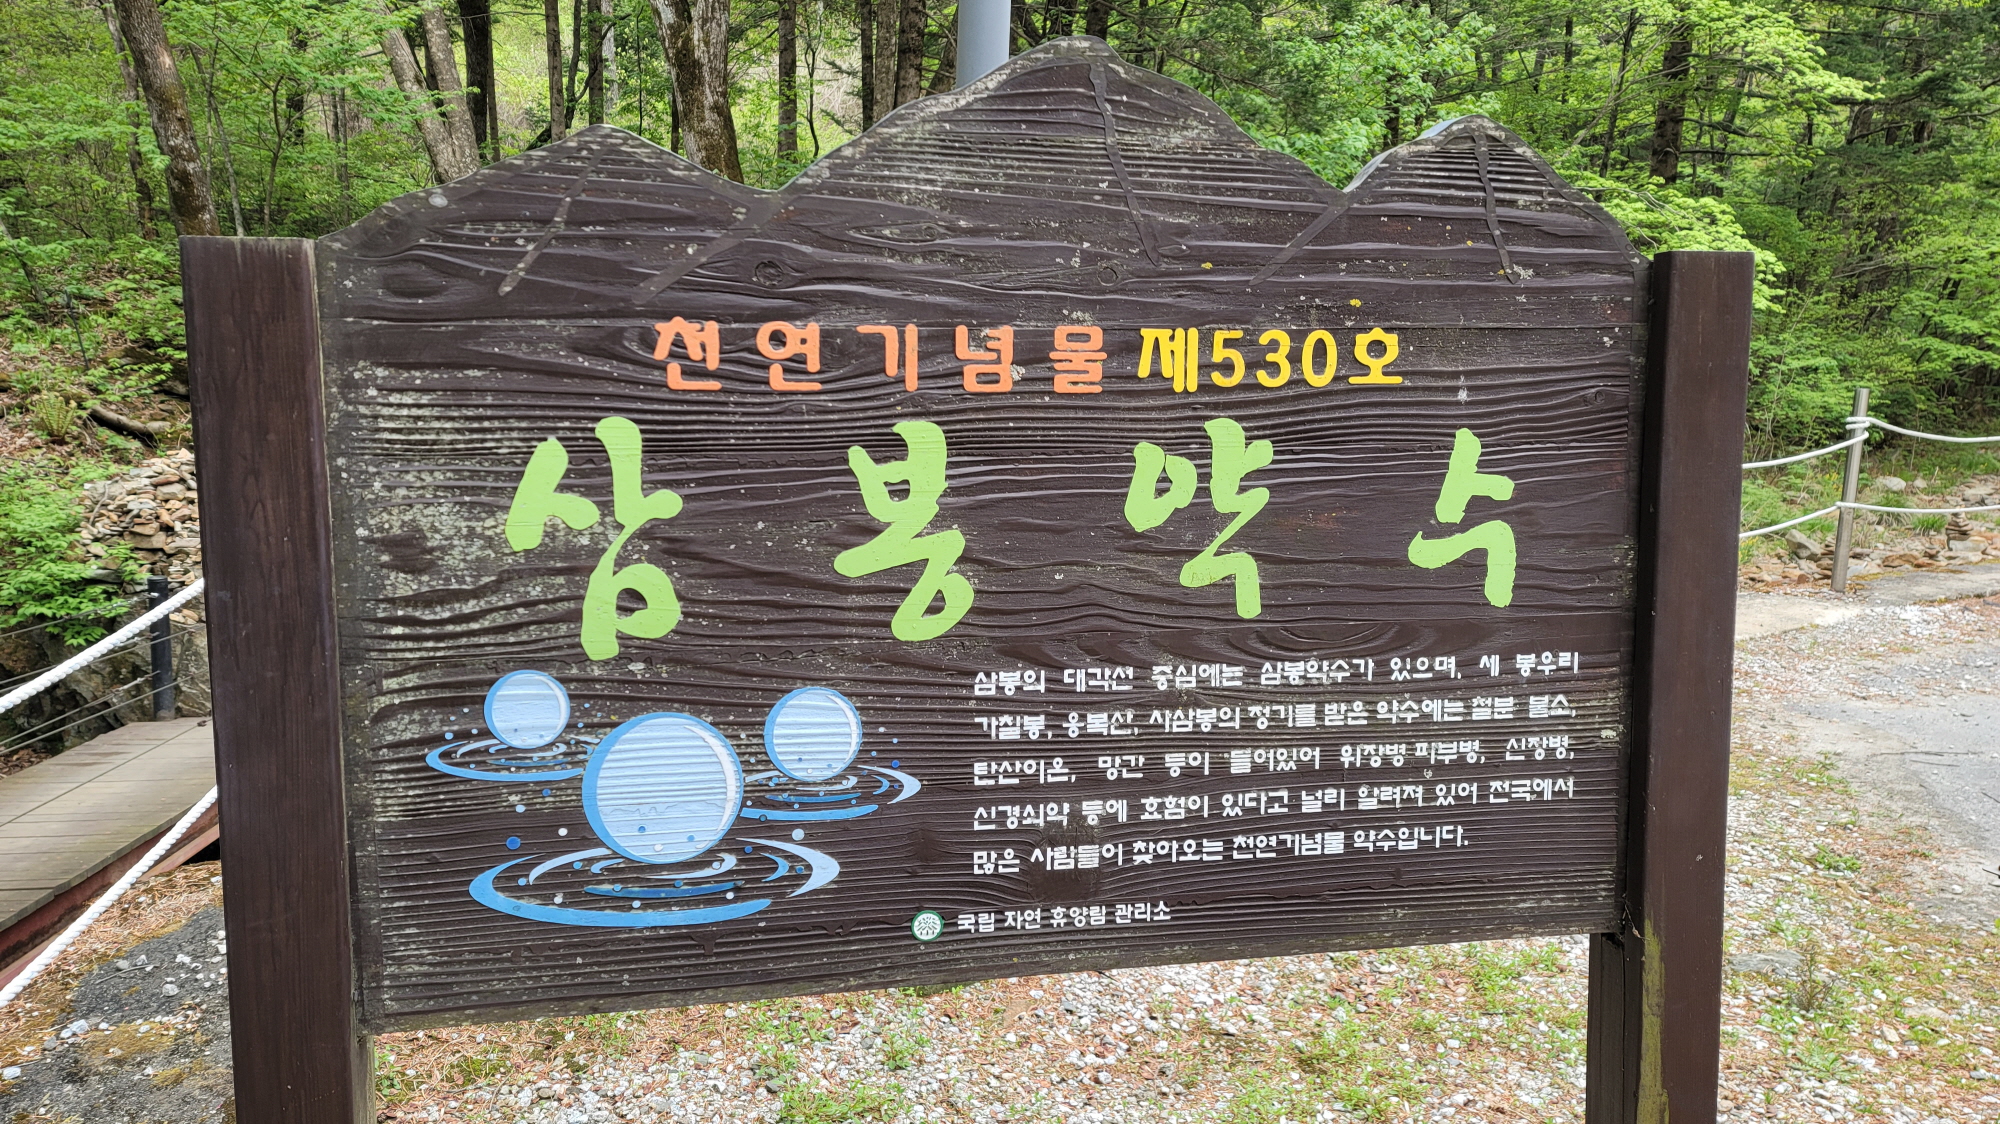 천연기념물 제530호
삼봉약수
삼봉의 대각선 중심에는 삼봉약수가 있으며, 세 봉우리
가칠봉, 응복산, 사삼봉의 정기를 받은 약수에는 철분 불소,
탄산이온, 망간 등이 들어있어 위장병 피부병, 신장병,
신경쇠약 등에 효험이 있다고 널리 알려져 있어 전국에서
많은 사람들이 찾아오는 천연기념물 약수입니다.
국립 자연 휴양림 관리소